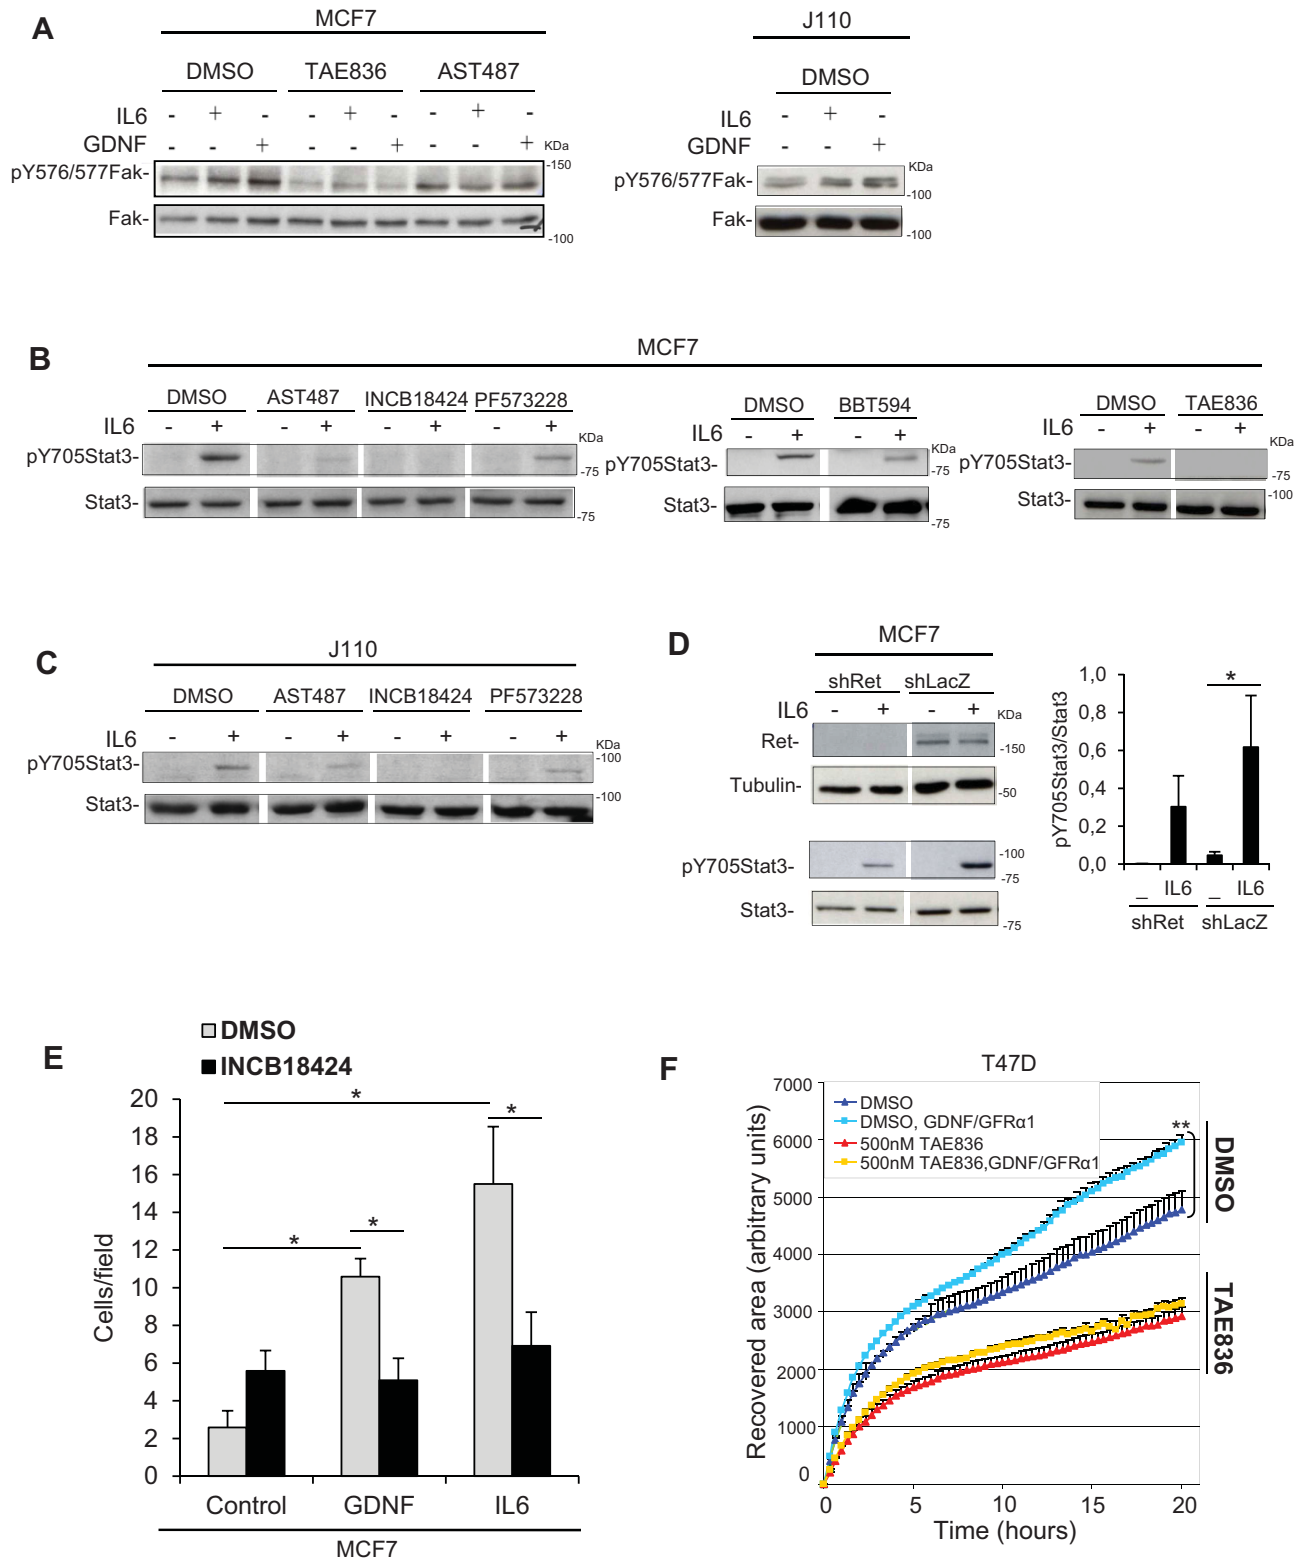 A
MCF7
DMSO TAE836 AST487
IL6 - + - - + - - + -
GDNF - - + - - + - - + KDa
pY576/577Fak- -150
Fak- -100
J110
DMSO
IL6 - + -
GDNF - - + KDa
pY576/577Fak- -100
Fak- -100
B
MCF7
DMSO AST487 INCB18424 PF573228
IL6 - + - + - + - + KDa
pY705Stat3- -75
Stat3- -75
DMSO BBT594
IL6 - + - + KDa
pY705Stat3- -75
Stat3- -75
DMSO TAE836
IL6 - + - + KDa
pY705Stat3- -75
Stat3- -100
C
J110
DMSO AST487 INCB18424 PF573228
IL6 - + - + - + - + KDa
pY705Stat3- -100
Stat3- -100
D
MCF7
shRet shLacZ
IL6 - + - + KDa
Ret- -150
Tubulin- -50
pY705Stat3- -100
-75
Stat3- -75
pY705Stat3/Stat3
1,0
0,8
0,6
0,4
0,2
0,0
*
_ IL6 _ IL6
shRet shLacZ
E
DMSO
INCB18424
Cells/field
20
18
16
14
12
10
8
6
4
2
0
* * * *
Control GDNF IL6
MCF7
F
T47D
Recovered area (arbitrary units)
7000
6000
5000
4000
3000
2000
1000
0
DMSO
DMSO, GDNF/GFRα1
500nM TAE836
500nM TAE836,GDNF/GFRα1
**
DMSO
TAE836
0 5 10 15 20
Time (hours)